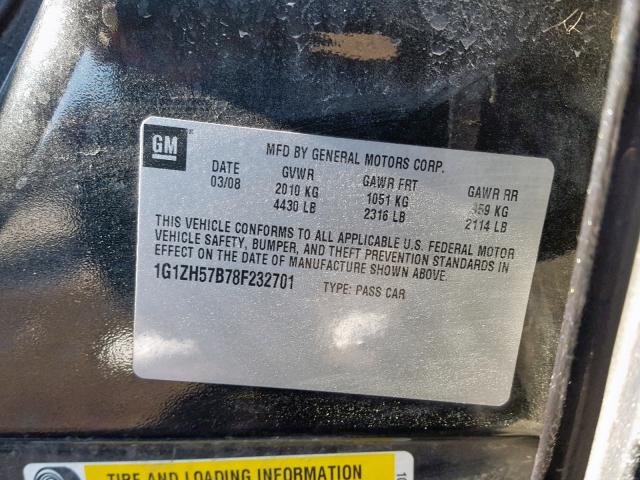 GM
MFD BY GENERAL MOTORS CORP.
DATE GVWR GAWR FRT GAWR RR
03/08 2010 KG 1051 KG 959 KG
4430 LB 2316 LB 2114 LB
THIS VEHICLE CONFORMS TO ALL APPLICABLE U.S. FEDERAL MOTOR
VEHICLE SAFETY, BUMPER, AND THEFT PREVENTION STANDARDS IN
EFFECT ON THE DATE OF MANUFACTURE SHOWN ABOVE.
1G1ZH57B78F232701 TYPE: PASS CAR
TIRE AND LOADING INFORMATION